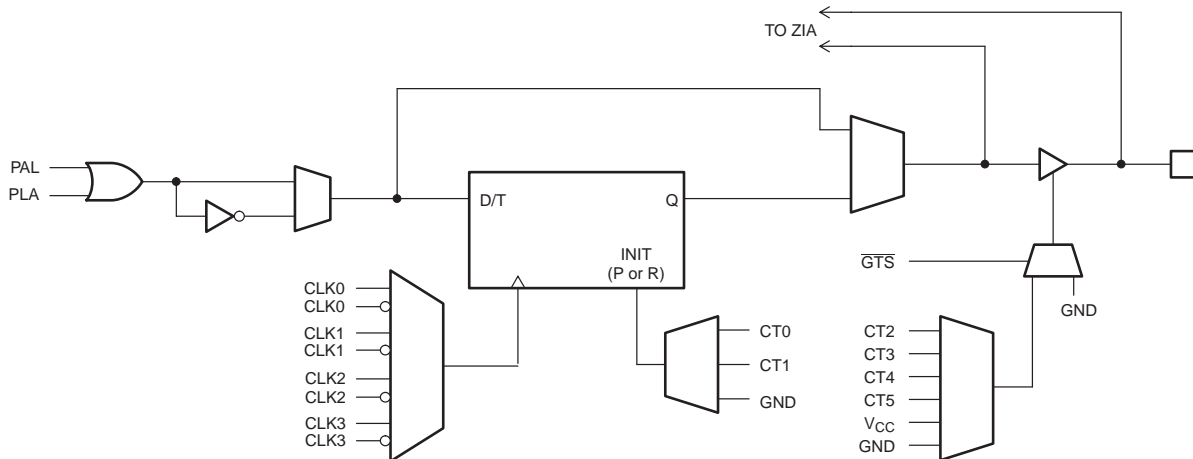 TO ZIA
PAL
PLA
D/T
Q
INIT
(P or R)
CLK0
CLK0
CLK1
CLK1
CLK2
CLK2
CLK3
CLK3
CT0
CT1
GND
G̅T̅S̅
GND
CT2
CT3
CT4
CT5
VCC
GND